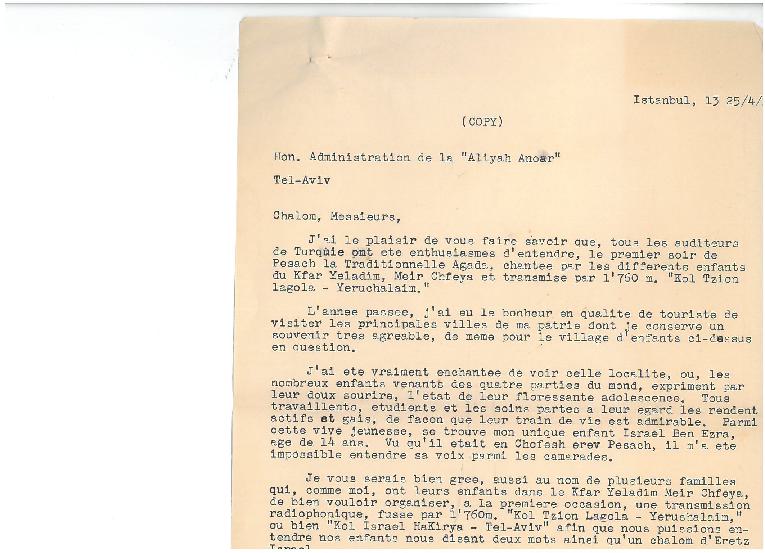 Istanbul, 13 25/4/
(COPY)
Hon. Administration de la "Aliyah Anoar"
Tel-Aviv
Chalom, Messieurs,
J'ai le plaisir de vous faire savoir que, tous les auditeurs
de Turquie ont ete enthusiasmes d'entendre, le premier soir de
Pesach la Traditionnelle Agada, chantee par les differents enfants
du Kfar Yeladim, Meir Chfeya et transmise par l'760 m. "Kol Tzion
lagola - Yeruchalaim."
L'annee passee, j'ai eu le bonheur en qualite de touriste de
visiter les principales villes de ma patrie dont je conserve un
souvenir tres agreable, de meme pour le village d'enfants ci-dessus
en question.
J'ai ete vraiment enchantee de voir celle localite, ou, les
nombreux enfants venants des quatre parties du mond, expriment par
leur doux sourire, l'etat de leur floressante adolescence. Tous
travaillents, etudients et les soins partes a leur egard les rendent
actifs et gais, de facon que leur train de vie est admirable. Parmi
cette vive jeunesse, se trouve mon unique enfant Israel Ben Ezra,
age de 14 ans. Vu qu'il etait en Chofesh erev Pesach, il m'a ete
impossible entendre sa voix parmi les camarades.
Je vous serais bien gree, aussi au nom de plusieurs familles
qui, comme moi, ont leurs enfants dans le Kfar Yeladim Meir Chfeya,
de bien vouloir organiser, a la premiere occasion, une transmission
radiophonique, fusse par l'760m. "Kol Tzion Lagola - Yeruchalaim,"
ou bien "Kol Israel HaKirya - Tel-Aviv" afin que nous puissions en-
tendre nos enfants nous disant deux mots ainsi qu'un chalom d'Eretz
Israel